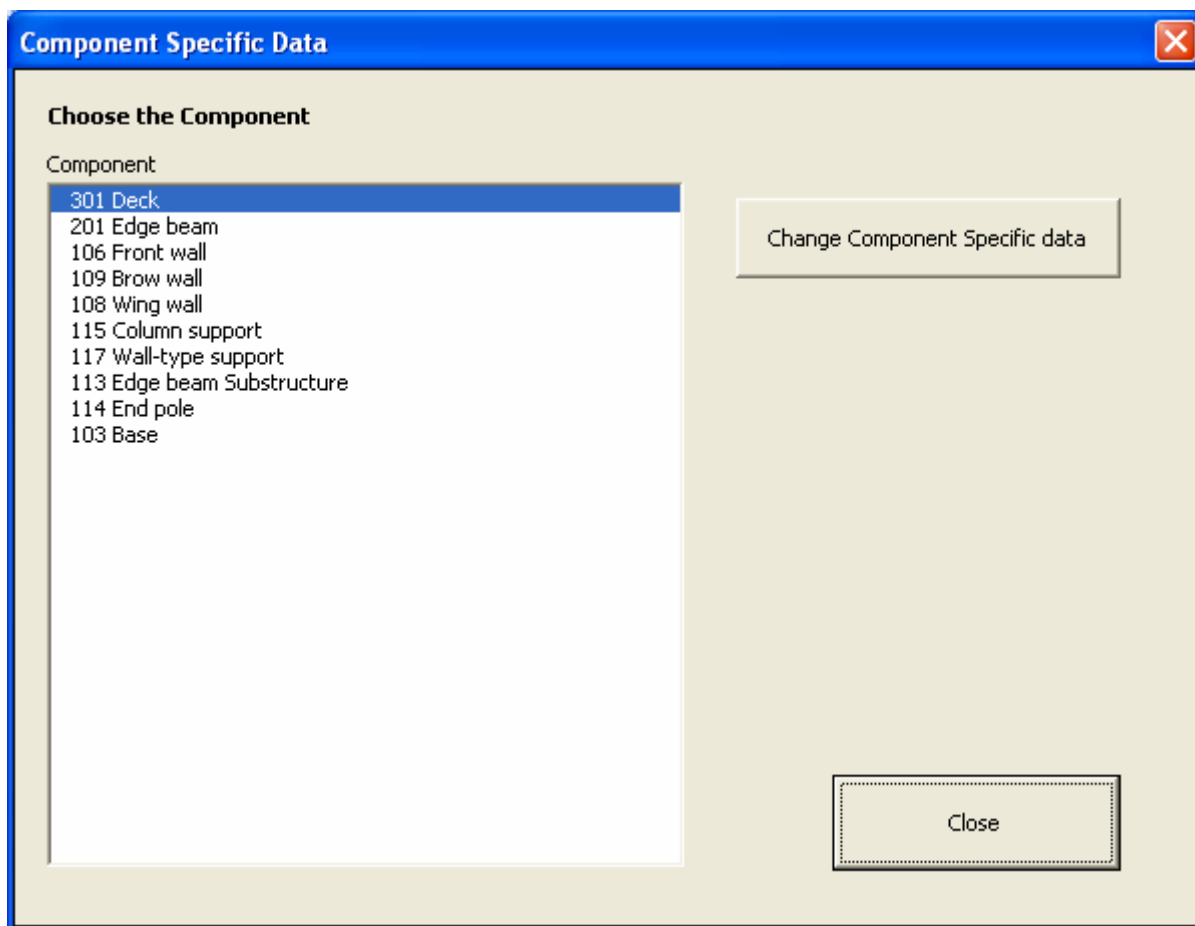 Component Specific Data
Choose the Component
Component
301 Deck
201 Edge beam
106 Front wall
109 Brow wall
108 Wing wall
115 Column support
117 Wall-type support
113 Edge beam Substructure
114 End pole
103 Base
Change Component Specific data
Close